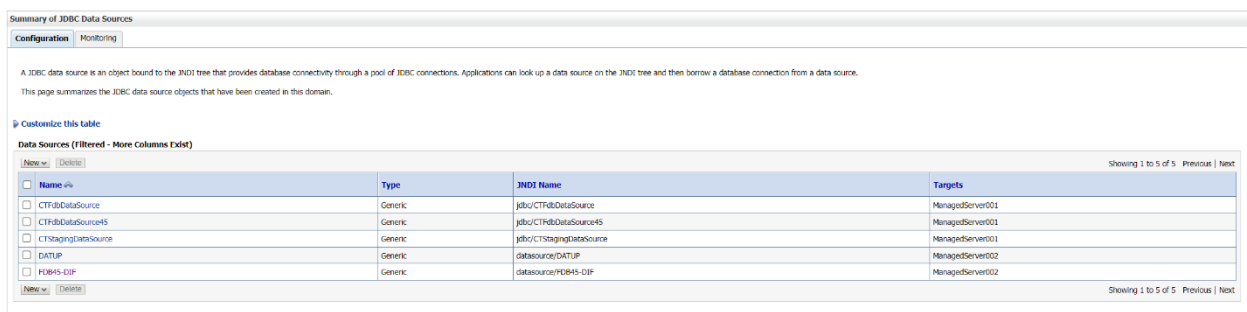 Summary of JDBC Data Sources
Configuration Monitoring
A JDBC data source is an object bound to the JNDI tree that provides database connectivity through a pool of JDBC connections. Applications can look up a data source on the JNDI tree and then borrow a database connection from a data source.
This page summarizes the JDBC data source objects that have been created in this domain.
Customize this table
Data Sources (Filtered - More Columns Exist)
New Delete Showing 1 to 5 of 5 Previous | Next
Name Type JNDI Name Targets
CTFdbDataSource Generic jdbc/CTFdbDataSource ManagedServer001
CTFdbDataSource45 Generic jdbc/CTFdbDataSource45 ManagedServer001
CTStagingDataSource Generic jdbc/CTStagingDataSource ManagedServer001
DATUP Generic datasource/DATUP ManagedServer002
FDB45-DIF Generic datasource/FDB45-DIF ManagedServer002
New Delete Showing 1 to 5 of 5 Previous | Next